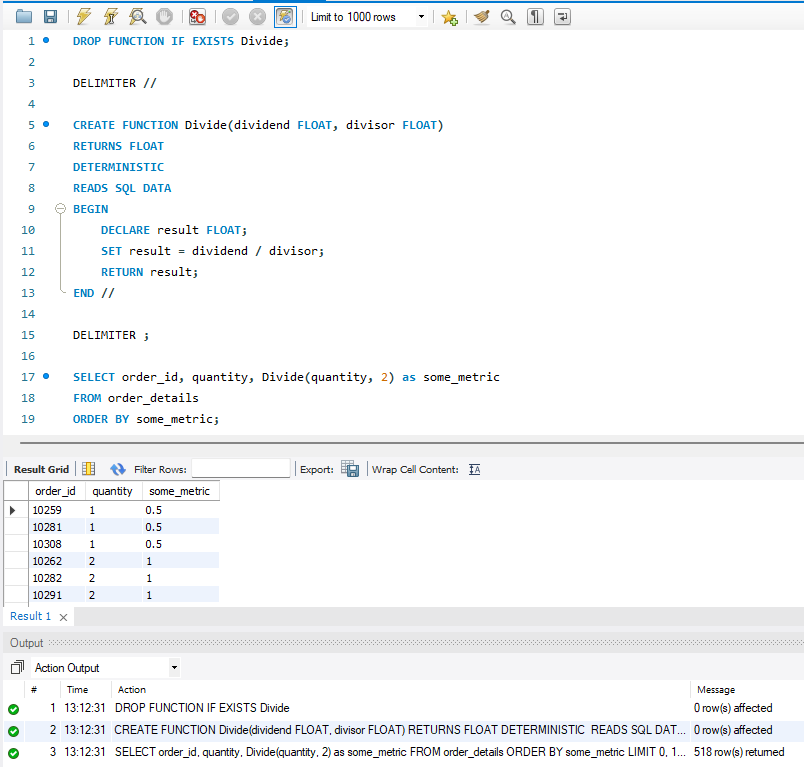 Limit to 1000 rows
1 DROP FUNCTION IF EXISTS Divide;
2
3 DELIMITER //
4
5 CREATE FUNCTION Divide(dividend FLOAT, divisor FLOAT)
6 RETURNS FLOAT
7 DETERMINISTIC
8 READS SQL DATA
9 BEGIN
10 DECLARE result FLOAT;
11 SET result = dividend / divisor;
12 RETURN result;
13 END //
14
15 DELIMITER ;
16
17 SELECT order_id, quantity, Divide(quantity, 2) as some_metric
18 FROM order_details
19 ORDER BY some_metric;
Result Grid Filter Rows: Export: Wrap Cell Content: IA
order_id quantity some_metric
10259 1 0.5
10281 1 0.5
10308 1 0.5
10262 2 1
10282 2 1
10291 2 1
Result 1
Output
Action Output
# Time Action Message
1 13:12:31 DROP FUNCTION IF EXISTS Divide 0 row(s) affected
2 13:12:31 CREATE FUNCTION Divide(dividend FLOAT, divisor FLOAT) RETURNS FLOAT DETERMINISTIC READS SQL DAT... 0 row(s) affected
3 13:12:31 SELECT order_id, quantity, Divide(quantity, 2) as some_metric FROM order_details ORDER BY some_metric LIMIT 0, 1... 518 row(s) returned